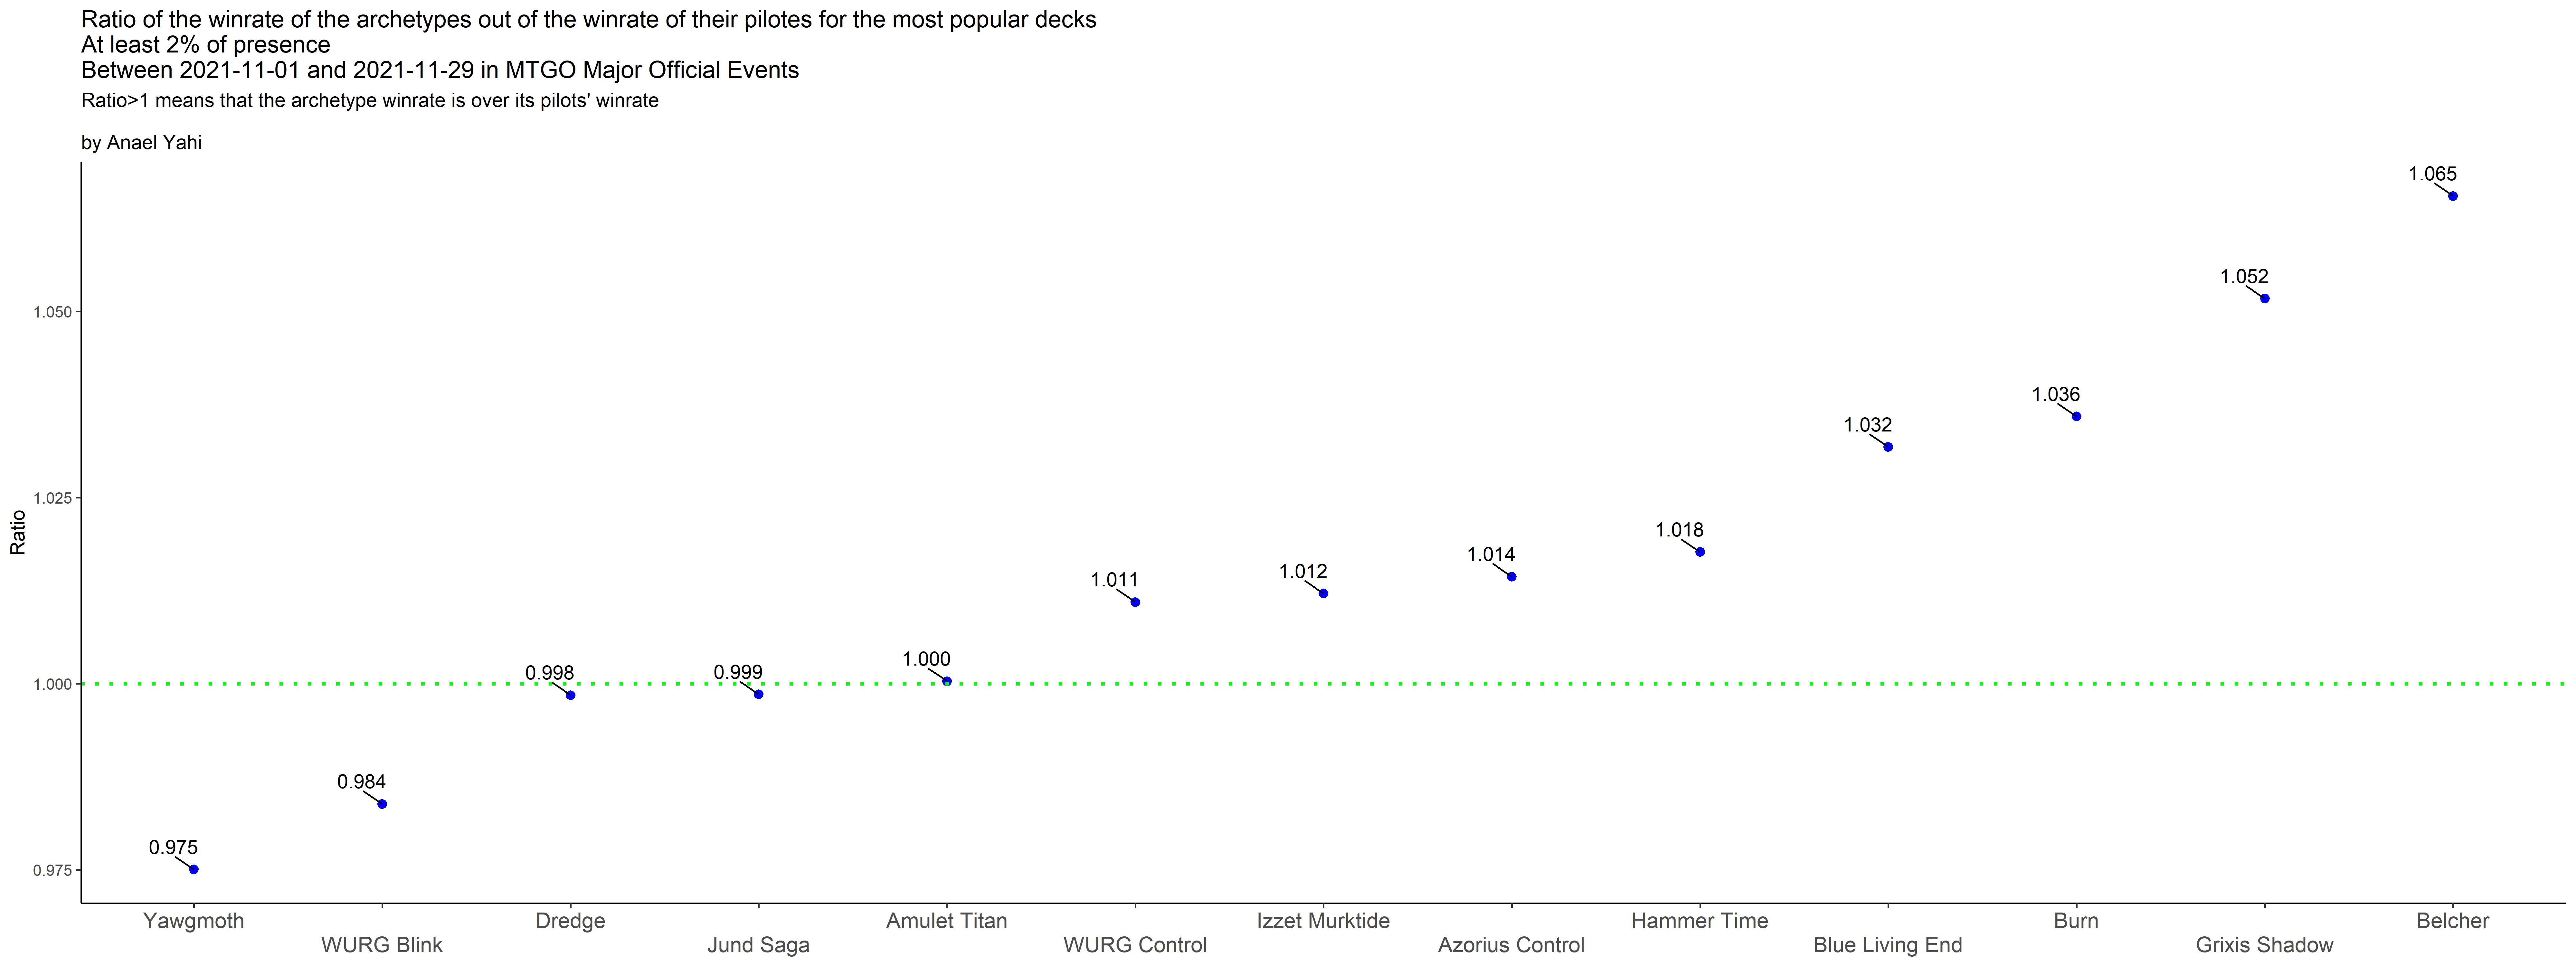 Ratio of the winrate of the archetypes out of the winrate of their pilotes for the most popular decks
At least 2% of presence
Between 2021-11-01 and 2021-11-29 in MTGO Major Official Events
Ratio>1 means that the archetype winrate is over its pilots' winrate
by Anael Yahi
Ratio
1.050
1.025
1.000
0.975
0.975
0.984
0.998
0.999
1.000
1.011
1.012
1.014
1.018
1.032
1.036
1.052
1.065
Yawgmoth
WURG Blink
Dredge
Jund Saga
Amulet Titan
WURG Control
Izzet Murktide
Azorius Control
Hammer Time
Blue Living End
Burn
Grixis Shadow
Belcher